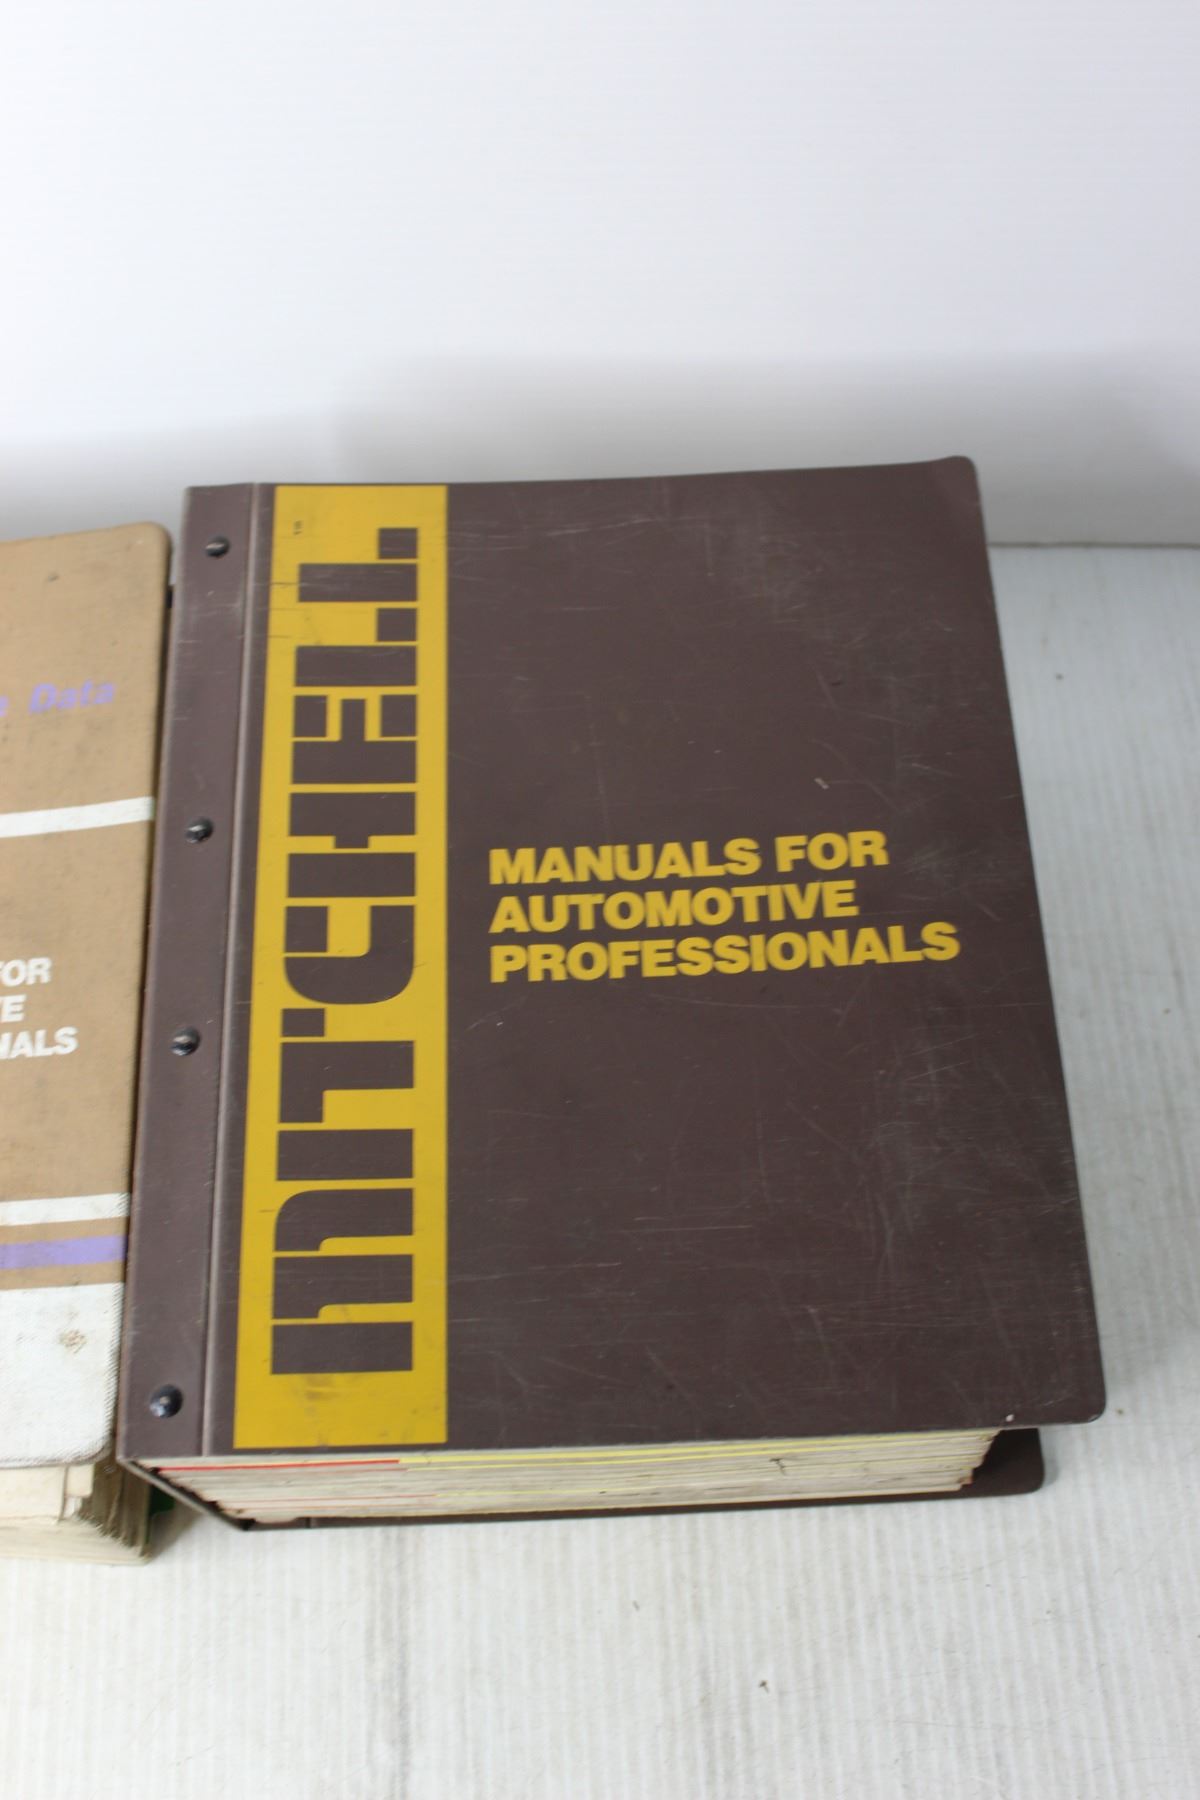 e Data
FOR
VE
NALS
MITCHELL
MANUALS FOR
AUTOMOTIVE
PROFESSIONALS